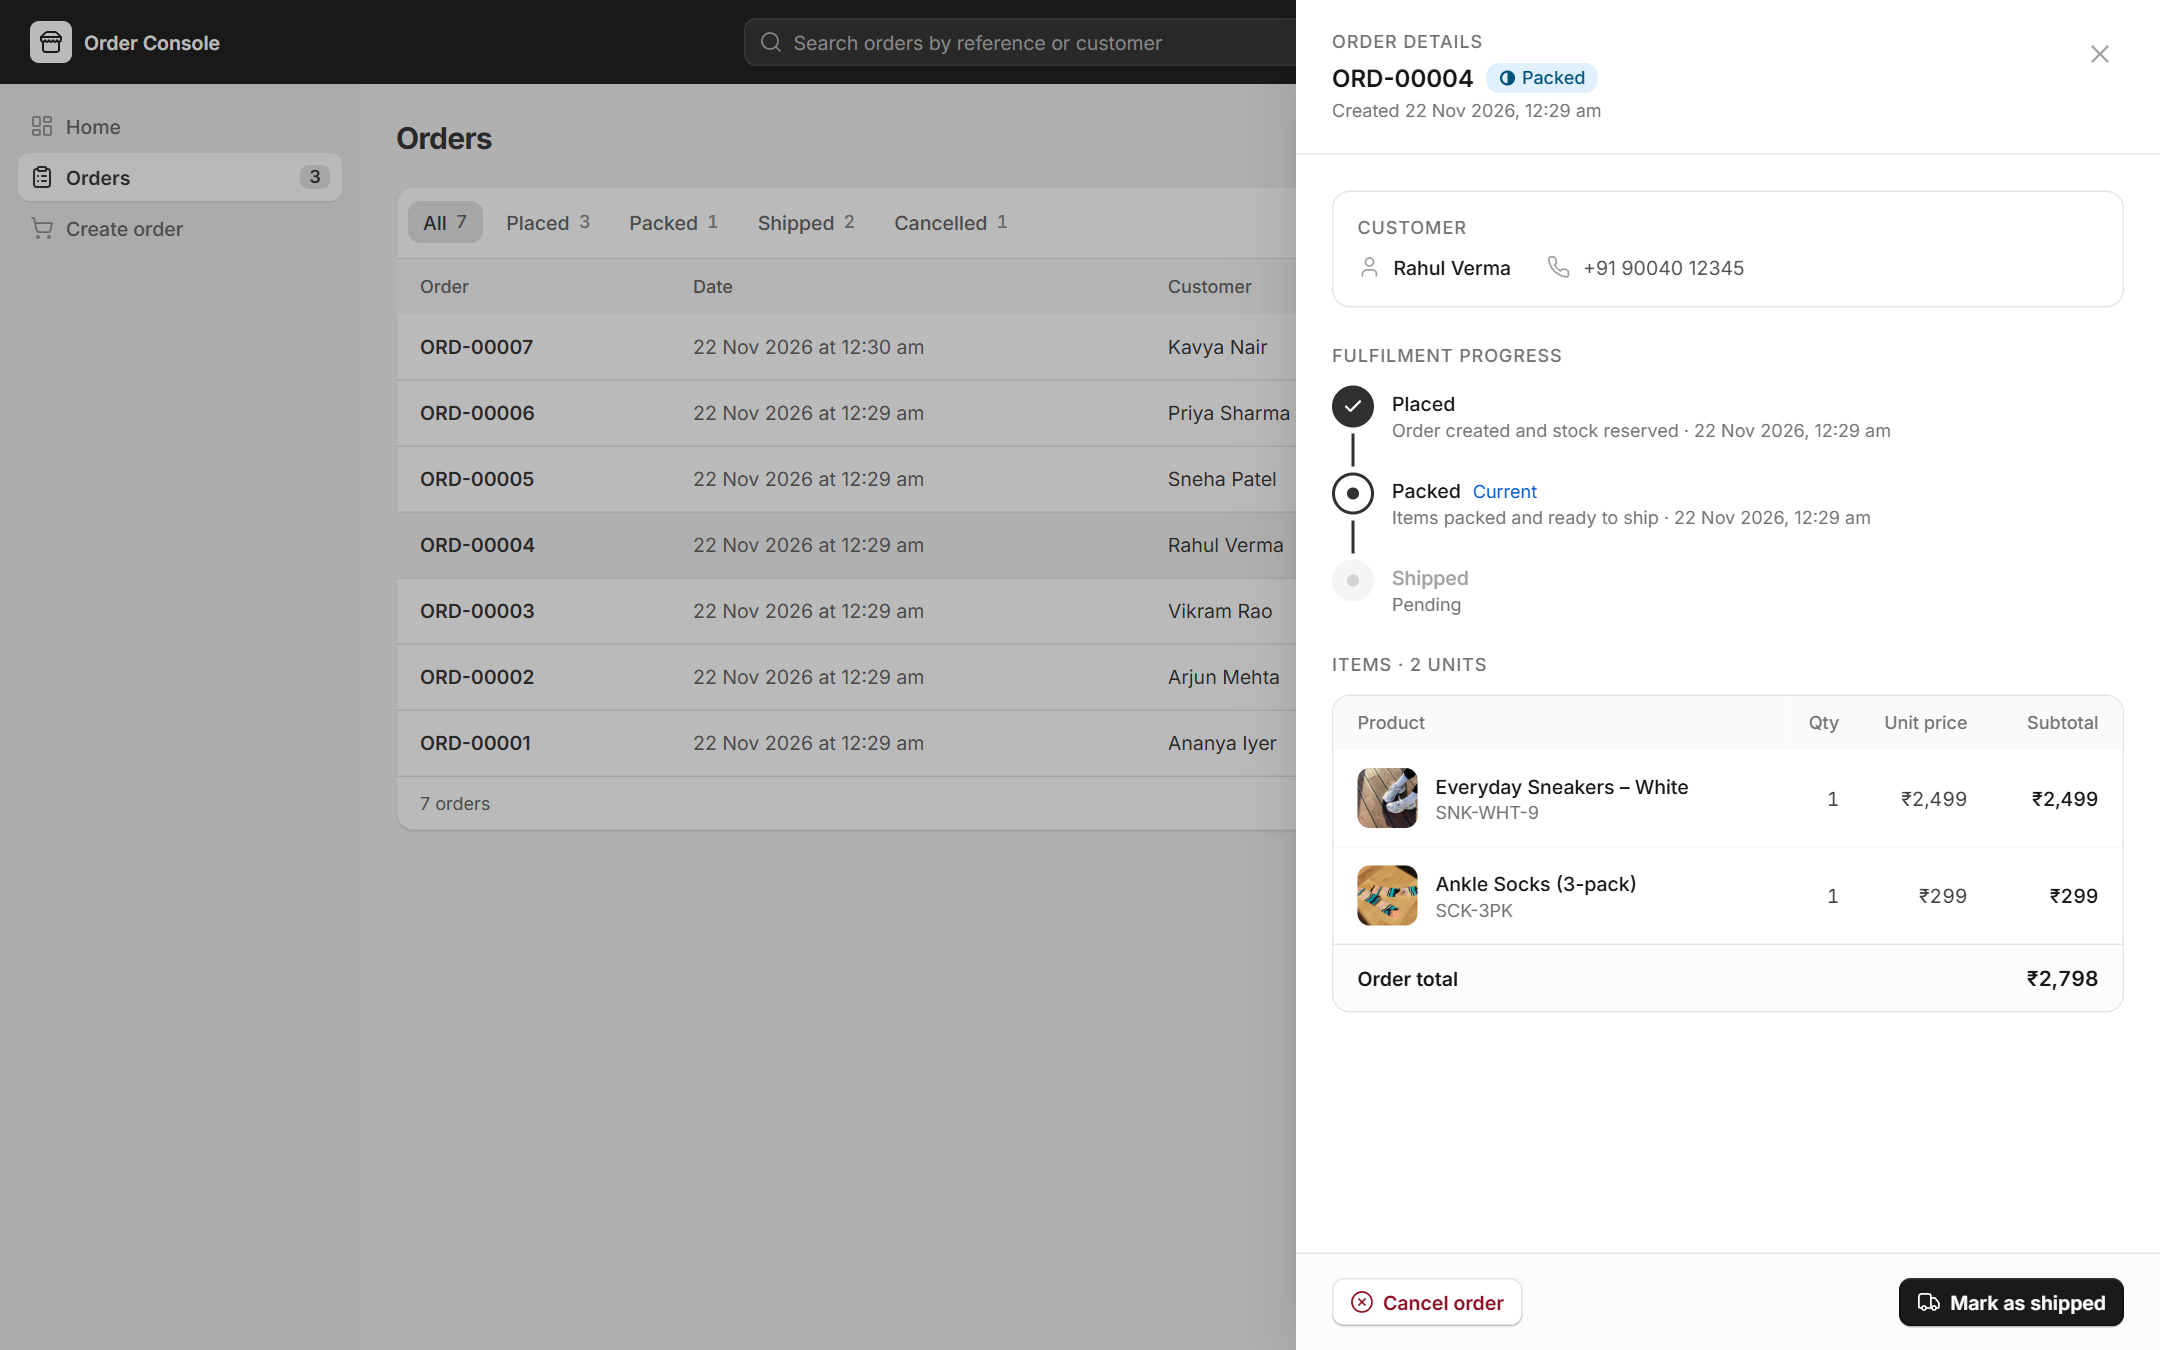 Order Console
Search orders by reference or customer
Home
Orders 3
Create order
Orders
All 7 Placed 3 Packed 1 Shipped 2 Cancelled 1
Order Date Customer
ORD-00007 22 Nov 2026 at 12:30 am Kavya Nair
ORD-00006 22 Nov 2026 at 12:29 am Priya Sharma
ORD-00005 22 Nov 2026 at 12:29 am Sneha Patel
ORD-00004 22 Nov 2026 at 12:29 am Rahul Verma
ORD-00003 22 Nov 2026 at 12:29 am Vikram Rao
ORD-00002 22 Nov 2026 at 12:29 am Arjun Mehta
ORD-00001 22 Nov 2026 at 12:29 am Ananya Iyer
7 orders
ORDER DETAILS
ORD-00004 Packed
Created 22 Nov 2026, 12:29 am
CUSTOMER
Rahul Verma +91 90040 12345
FULFILMENT PROGRESS
Placed
Order created and stock reserved · 22 Nov 2026, 12:29 am
Packed Current
Items packed and ready to ship · 22 Nov 2026, 12:29 am
Shipped
Pending
ITEMS · 2 UNITS
Product Qty Unit price Subtotal
Everyday Sneakers – White 1 ₹2,499 ₹2,499
SNK-WHT-9
Ankle Socks (3-pack) 1 ₹299 ₹299
SCK-3PK
Order total ₹2,798
Cancel order Mark as shipped